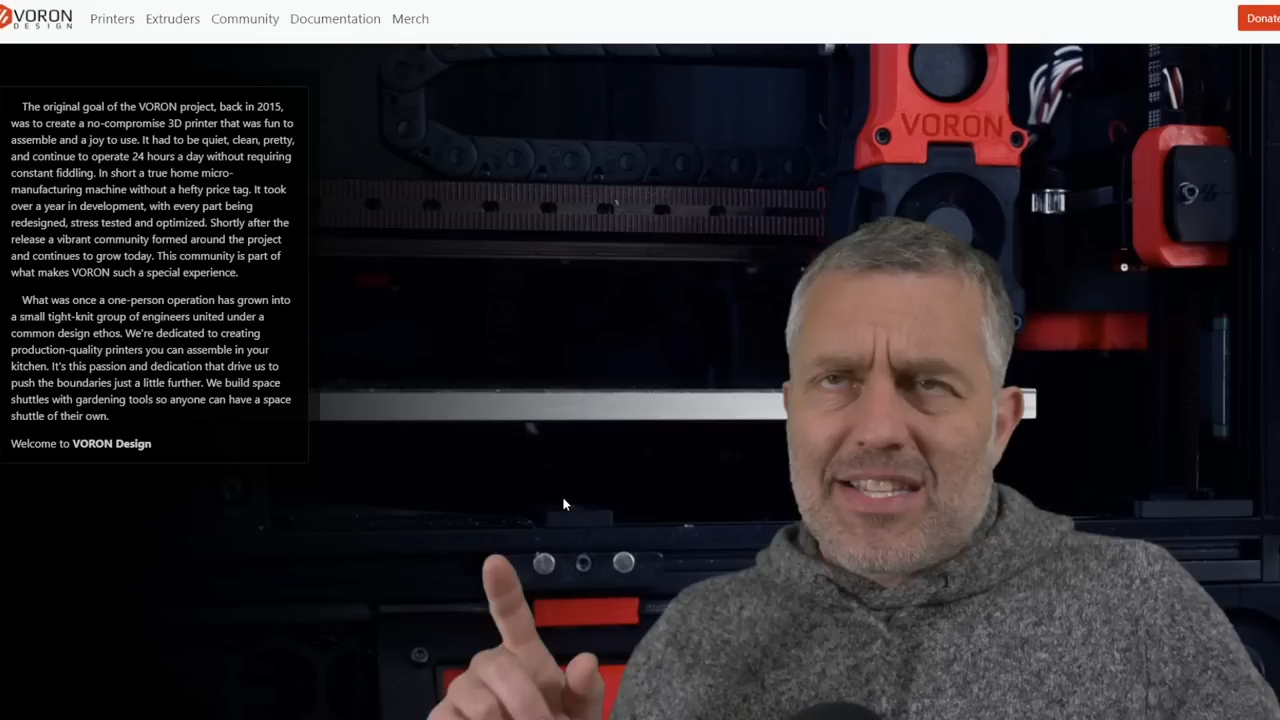 VORON
DESIGN
Printers
Extruders
Community
Documentation
Merch
Donate
VORON
The original goal of the VORON project, back in 2015,
was to create a no-compromise 3D printer that was fun to
assemble and a joy to use. It had to be quiet, clean, pretty,
and continue to operate 24 hours a day without requiring
constant fiddling. In short a true home micro-
manufacturing machine without a hefty price tag. It took
over a year in development, with every part being
redesigned, stress tested and optimized. Shortly after the
release a vibrant community formed around the project
and continues to grow today. This community is part of
what makes VORON such a special experience.
What was once a one-person operation has grown into
a small tight-knit group of engineers united under a
common design ethos. We're dedicated to creating
production-quality printers you can assemble in your
kitchen. It's this passion and dedication that drive us to
push the boundaries just a little further. We build space
shuttles with gardening tools so anyone can have a space
shuttle of their own.
Welcome to VORON Design